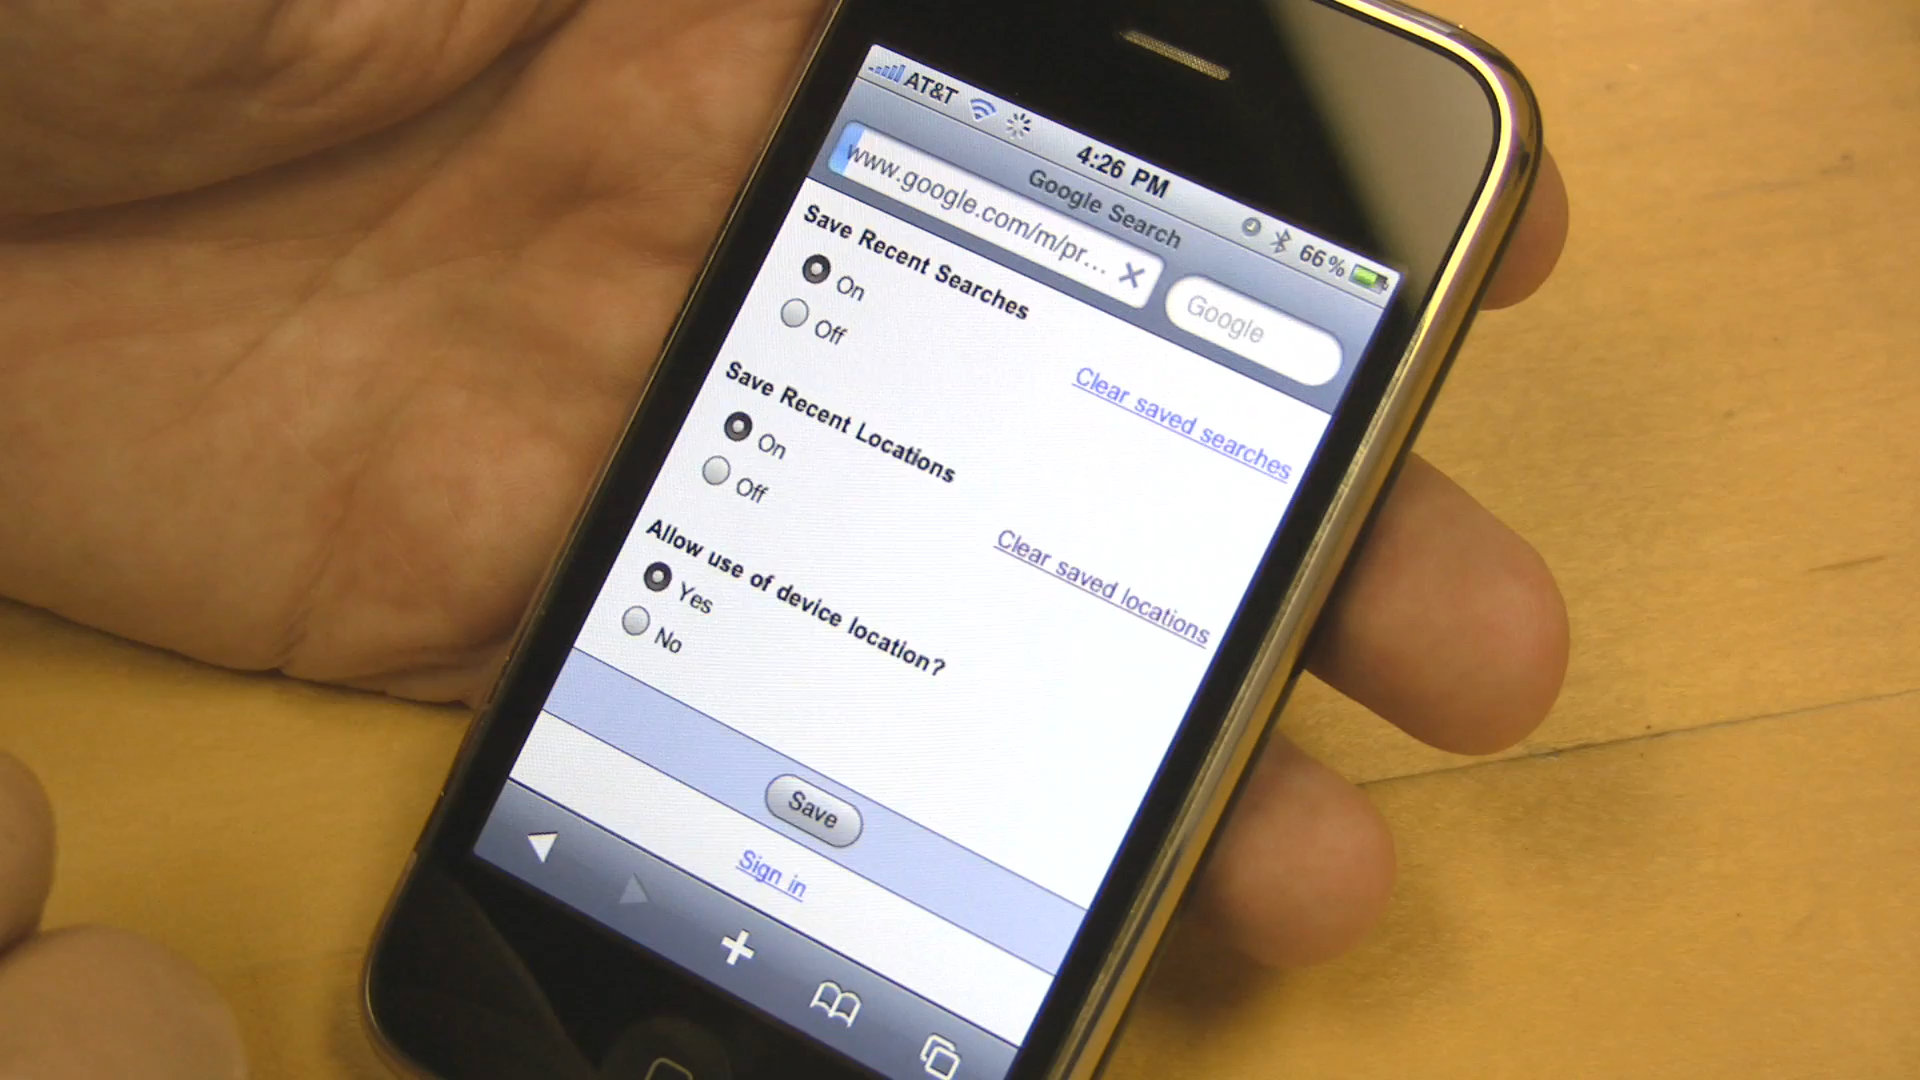 AT&T 4:26 PM 66%
Google Search
www.google.com/m/pr... Google
Save Recent Searches
On
Off
Clear saved searches
Save Recent Locations
On
Off
Clear saved locations
Allow use of device location?
Yes
No
Save
Sign in